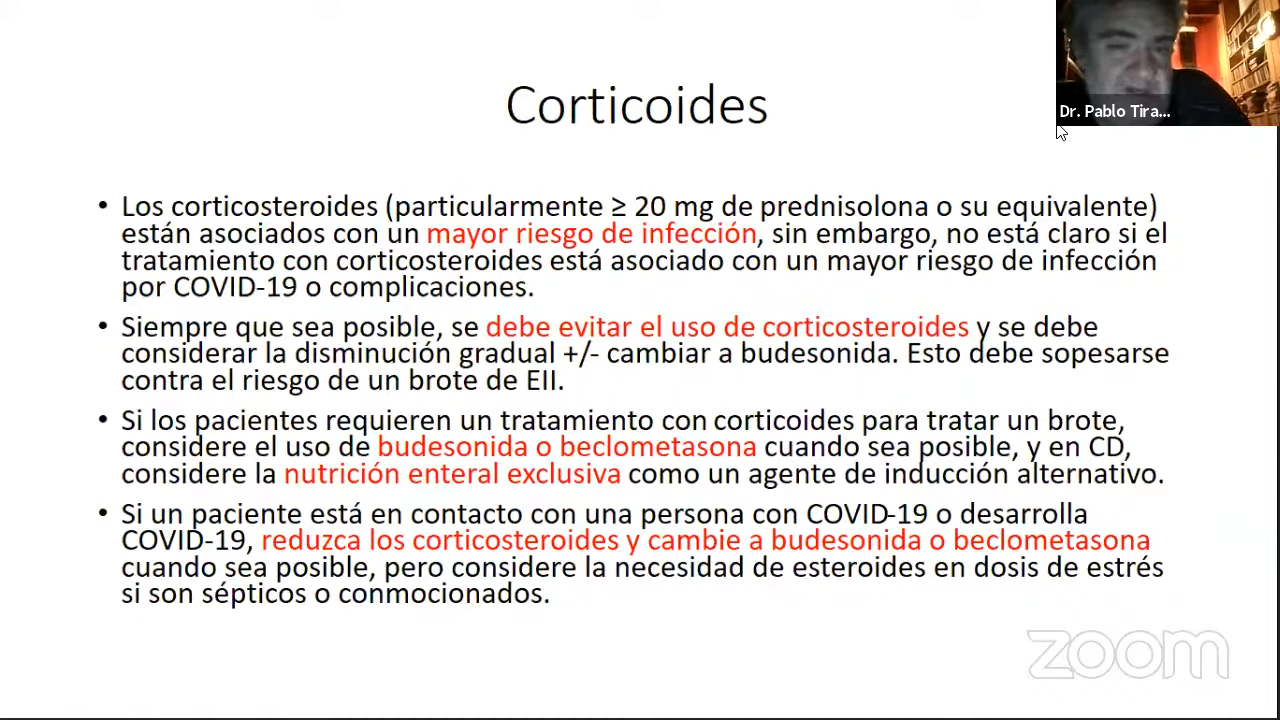 Dr. Pablo Tira...
Corticoides
• Los corticosteroides (particularmente ≥ 20 mg de prednisolona o su equivalente)
están asociados con un mayor riesgo de infección, sin embargo, no está claro si el
tratamiento con corticosteroides está asociado con un mayor riesgo de infección
por COVID-19 o complicaciones.
• Siempre que sea posible, se debe evitar el uso de corticosteroides y se debe
considerar la disminución gradual +/- cambiar a budesonida. Esto debe sopesarse
contra el riesgo de un brote de EII.
• Si los pacientes requieren un tratamiento con corticoides para tratar un brote,
considere el uso de budesonida o beclometasona cuando sea posible, y en CD,
considere la nutrición enteral exclusiva como un agente de inducción alternativo.
• Si un paciente está en contacto con una persona con COVID-19 o desarrolla
COVID-19, reduzca los corticosteroides y cambie a budesonida o beclometasona
cuando sea posible, pero considere la necesidad de esteroides en dosis de estrés
si son sépticos o conmocionados.
zoom